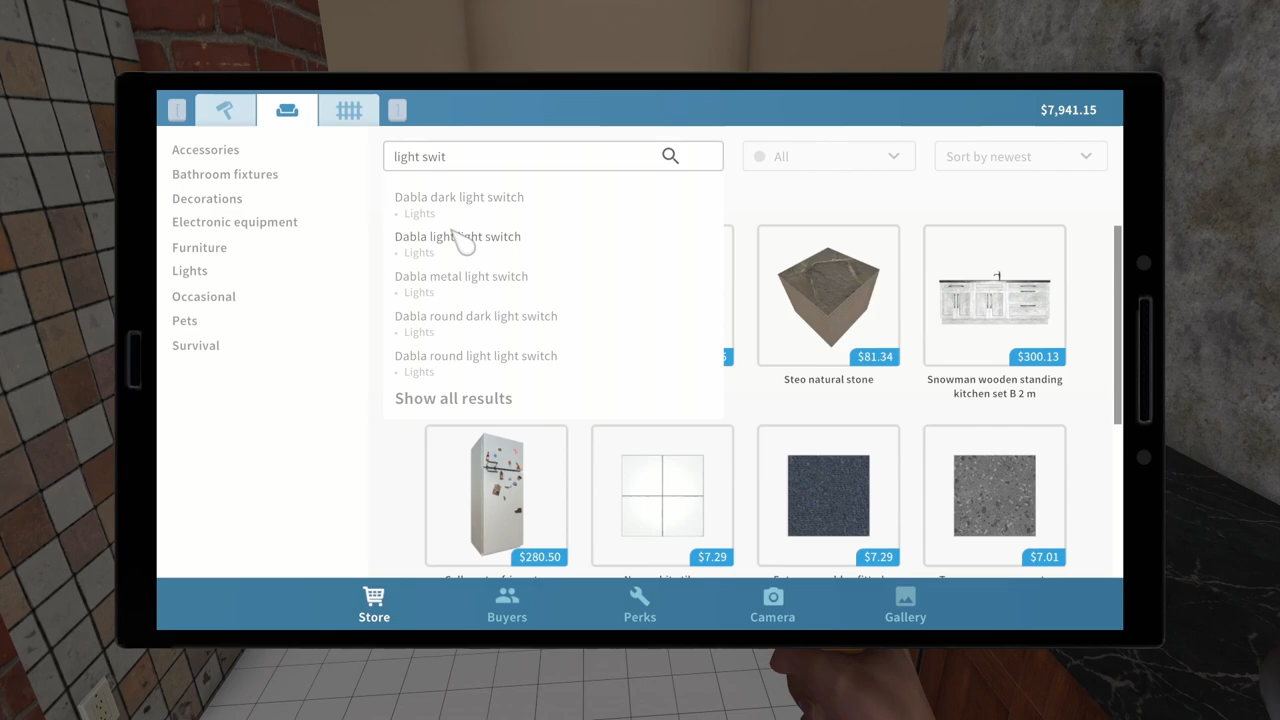 $7,941.15
Accessories
Bathroom fixtures
Decorations
Electronic equipment
Furniture
Lights
Occasional
Pets
Survival
light swit
All
Sort by newest
Dabla dark light switch
• Lights
Dabla light light switch
• Lights
Dabla metal light switch
• Lights
Dabla round dark light switch
• Lights
Dabla round light light switch
• Lights
Show all results
$81.34
$300.13
Steo natural stone
Snowman wooden standing
kitchen set B 2 m
$280.50
$7.29
$7.29
$7.01
Store
Buyers
Perks
Camera
Gallery